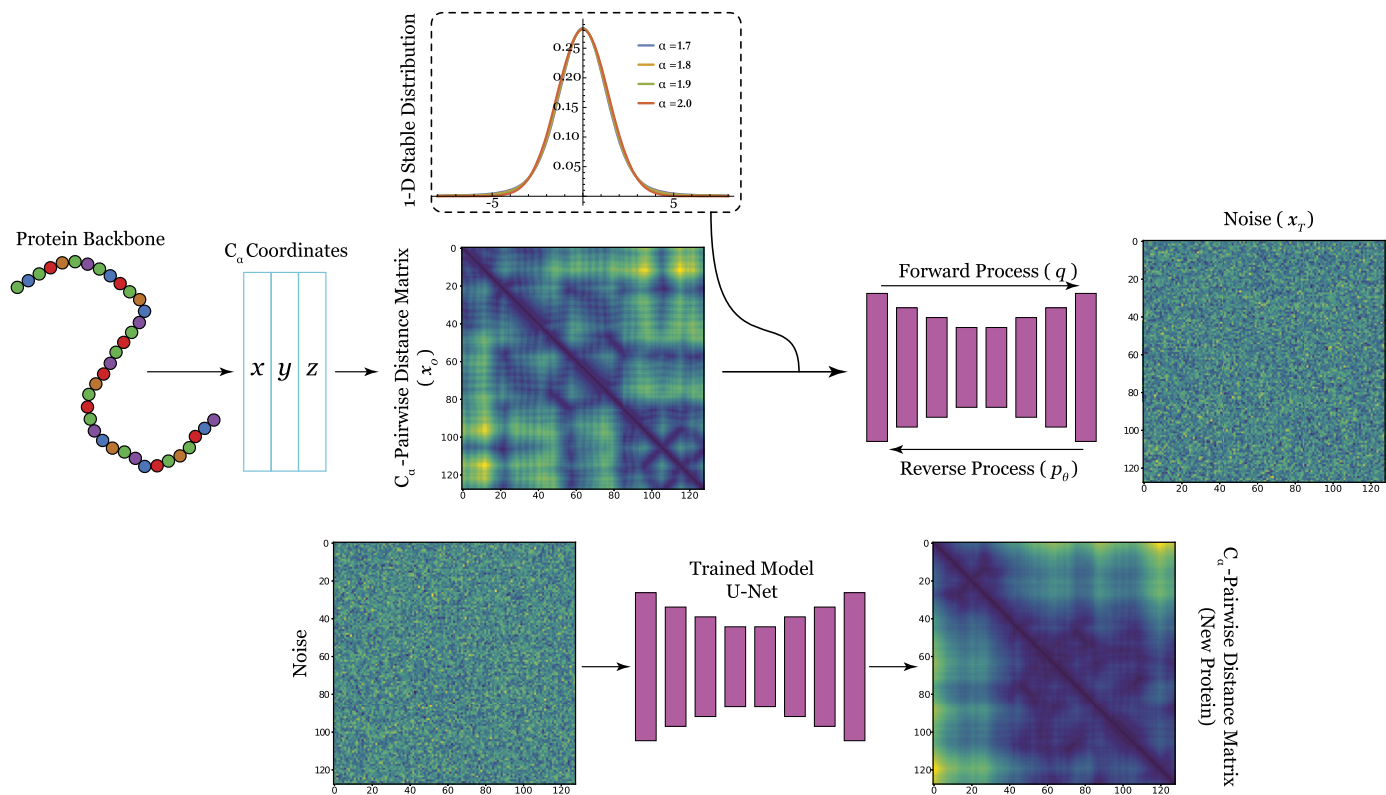 1-D Stable Distribution
0.25
0.20
0.15
0.10
0.05
-5
5
α =1.7
α =1.8
α =1.9
α =2.0
Protein Backbone
Cα Coordinates
x y z
Cα -Pairwise Distance Matrix
( x0)
0
20
40
60
80
100
120
0 20 40 60 80 100 120
Forward Process ( q )
Reverse Process ( pθ )
Noise ( xT )
0
20
40
60
80
100
120
0 20 40 60 80 100 120
Noise
0
20
40
60
80
100
120
0 20 40 60 80 100 120
Trained Model
U-Net
0
20
40
60
80
100
120
0 20 40 60 80 100 120
Cα -Pairwise Distance Matrix
(New Protein)